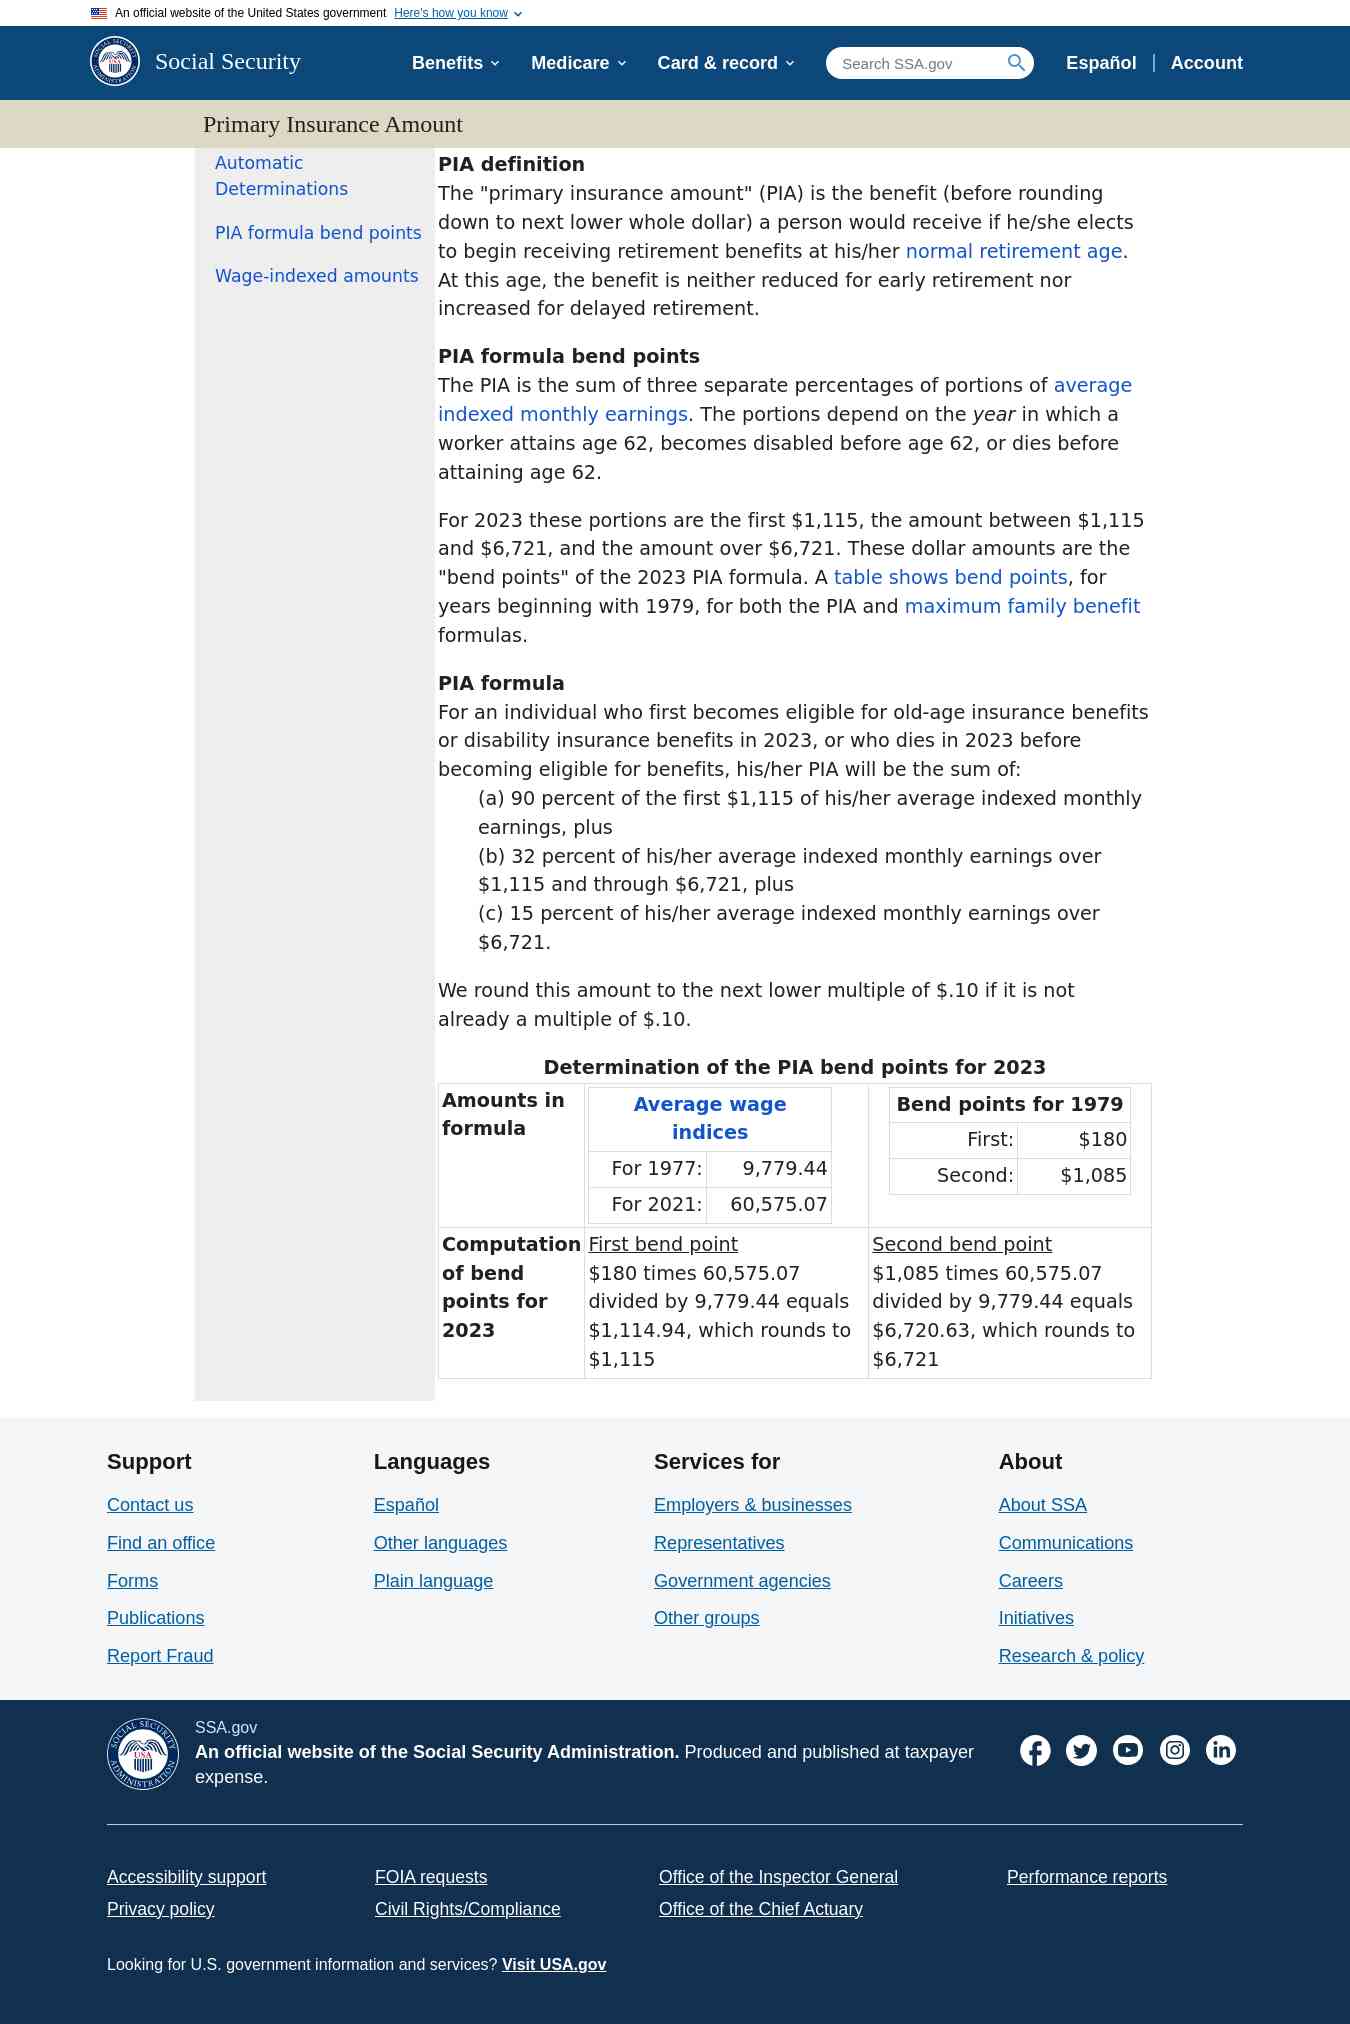 An official website of the United States government Here's how you know
Social Security
Benefits Medicare Card & record Search SSA.gov Español Account
Primary Insurance Amount
Automatic
Determinations
PIA formula bend points
Wage-indexed amounts
PIA definition
The "primary insurance amount" (PIA) is the benefit (before rounding
down to next lower whole dollar) a person would receive if he/she elects
to begin receiving retirement benefits at his/her normal retirement age.
At this age, the benefit is neither reduced for early retirement nor
increased for delayed retirement.
PIA formula bend points
The PIA is the sum of three separate percentages of portions of average
indexed monthly earnings. The portions depend on the year in which a
worker attains age 62, becomes disabled before age 62, or dies before
attaining age 62.
For 2023 these portions are the first $1,115, the amount between $1,115
and $6,721, and the amount over $6,721. These dollar amounts are the
"bend points" of the 2023 PIA formula. A table shows bend points, for
years beginning with 1979, for both the PIA and maximum family benefit
formulas.
PIA formula
For an individual who first becomes eligible for old-age insurance benefits
or disability insurance benefits in 2023, or who dies in 2023 before
becoming eligible for benefits, his/her PIA will be the sum of:
(a) 90 percent of the first $1,115 of his/her average indexed monthly
earnings, plus
(b) 32 percent of his/her average indexed monthly earnings over
$1,115 and through $6,721, plus
(c) 15 percent of his/her average indexed monthly earnings over
$6,721.
We round this amount to the next lower multiple of $.10 if it is not
already a multiple of $.10.
Determination of the PIA bend points for 2023
Amounts in
formula
Average wage
indices
For 1977: 9,779.44
For 2021: 60,575.07
Bend points for 1979
First: $180
Second: $1,085
Computation
of bend
points for
2023
First bend point
$180 times 60,575.07
divided by 9,779.44 equals
$1,114.94, which rounds to
$1,115
Second bend point
$1,085 times 60,575.07
divided by 9,779.44 equals
$6,720.63, which rounds to
$6,721
Support
Contact us
Find an office
Forms
Publications
Report Fraud
Languages
Español
Other languages
Plain language
Services for
Employers & businesses
Representatives
Government agencies
Other groups
About
About SSA
Communications
Careers
Initiatives
Research & policy
SOCIAL SECURITY
USA
ADMINISTRATION
SSA.gov
An official website of the Social Security Administration. Produced and published at taxpayer
expense.
Accessibility support FOIA requests Office of the Inspector General Performance reports
Privacy policy Civil Rights/Compliance Office of the Chief Actuary
Looking for U.S. government information and services? Visit USA.gov